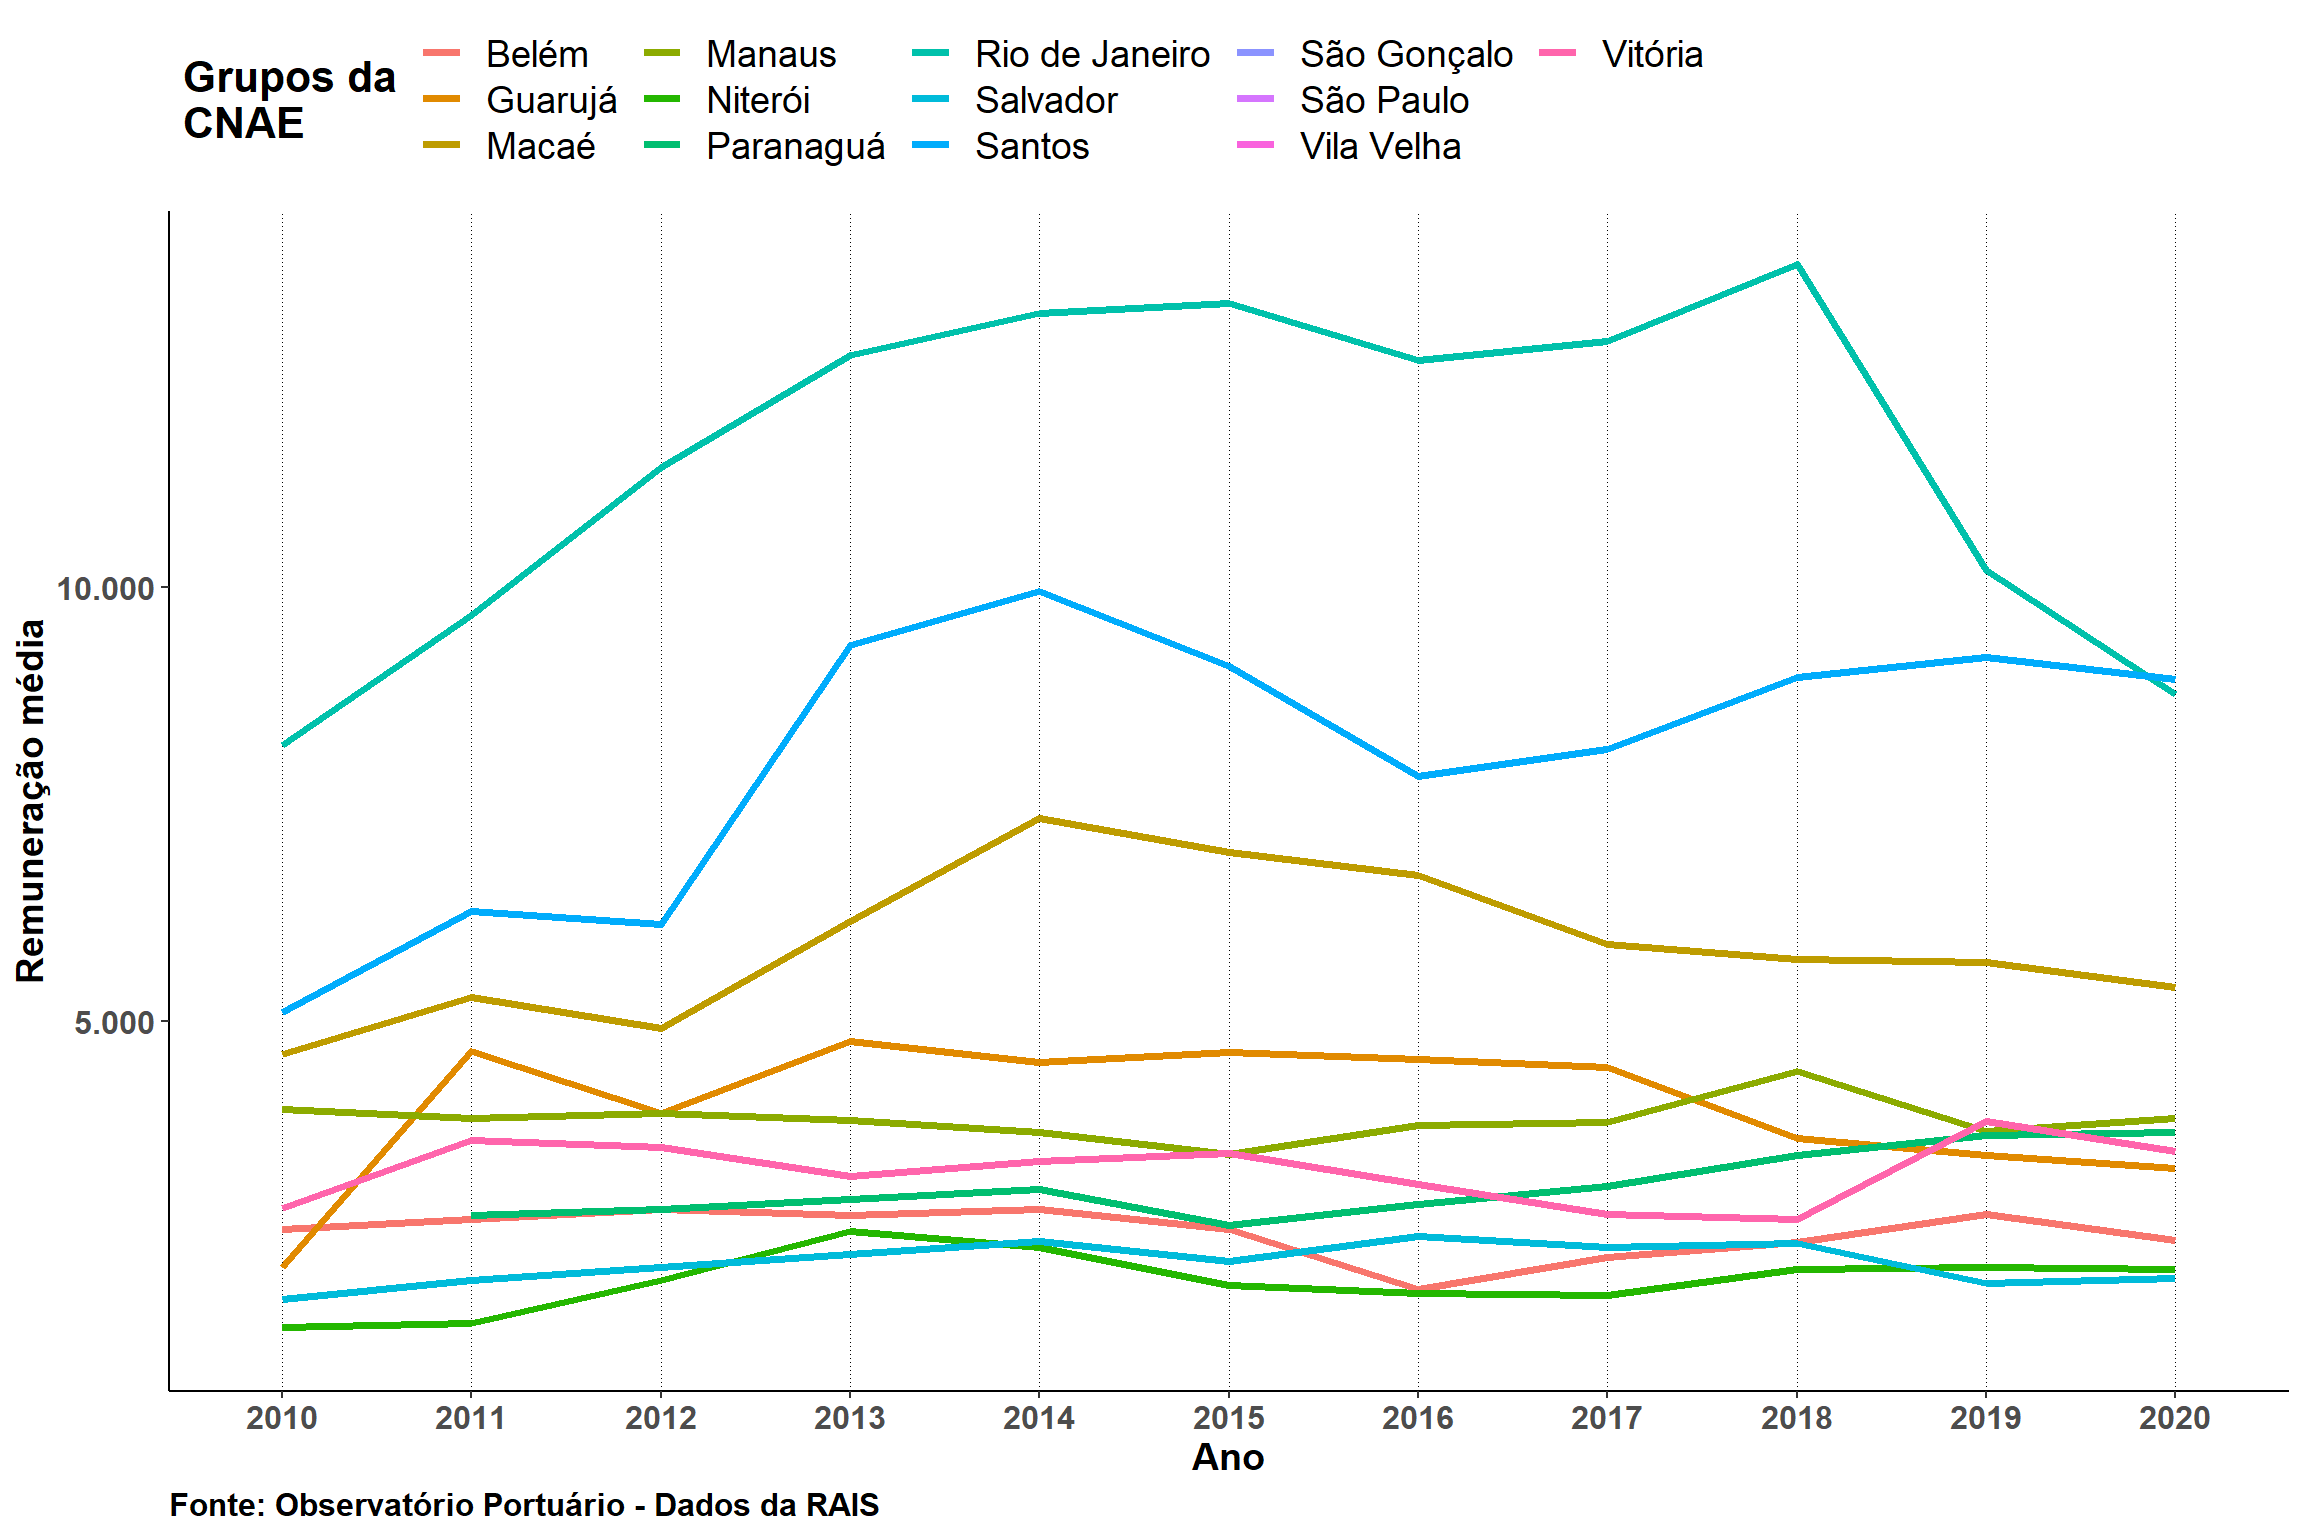 Grupos da
CNAE
Belém
Guarujá
Macaé
Manaus
Niterói
Paranaguá
Rio de Janeiro
Salvador
Santos
São Gonçalo
São Paulo
Vila Velha
Vitória
Remuneração média
10.000
5.000
2010 2011 2012 2013 2014 2015 2016 2017 2018 2019 2020
Ano
Fonte: Observatório Portuário - Dados da RAIS